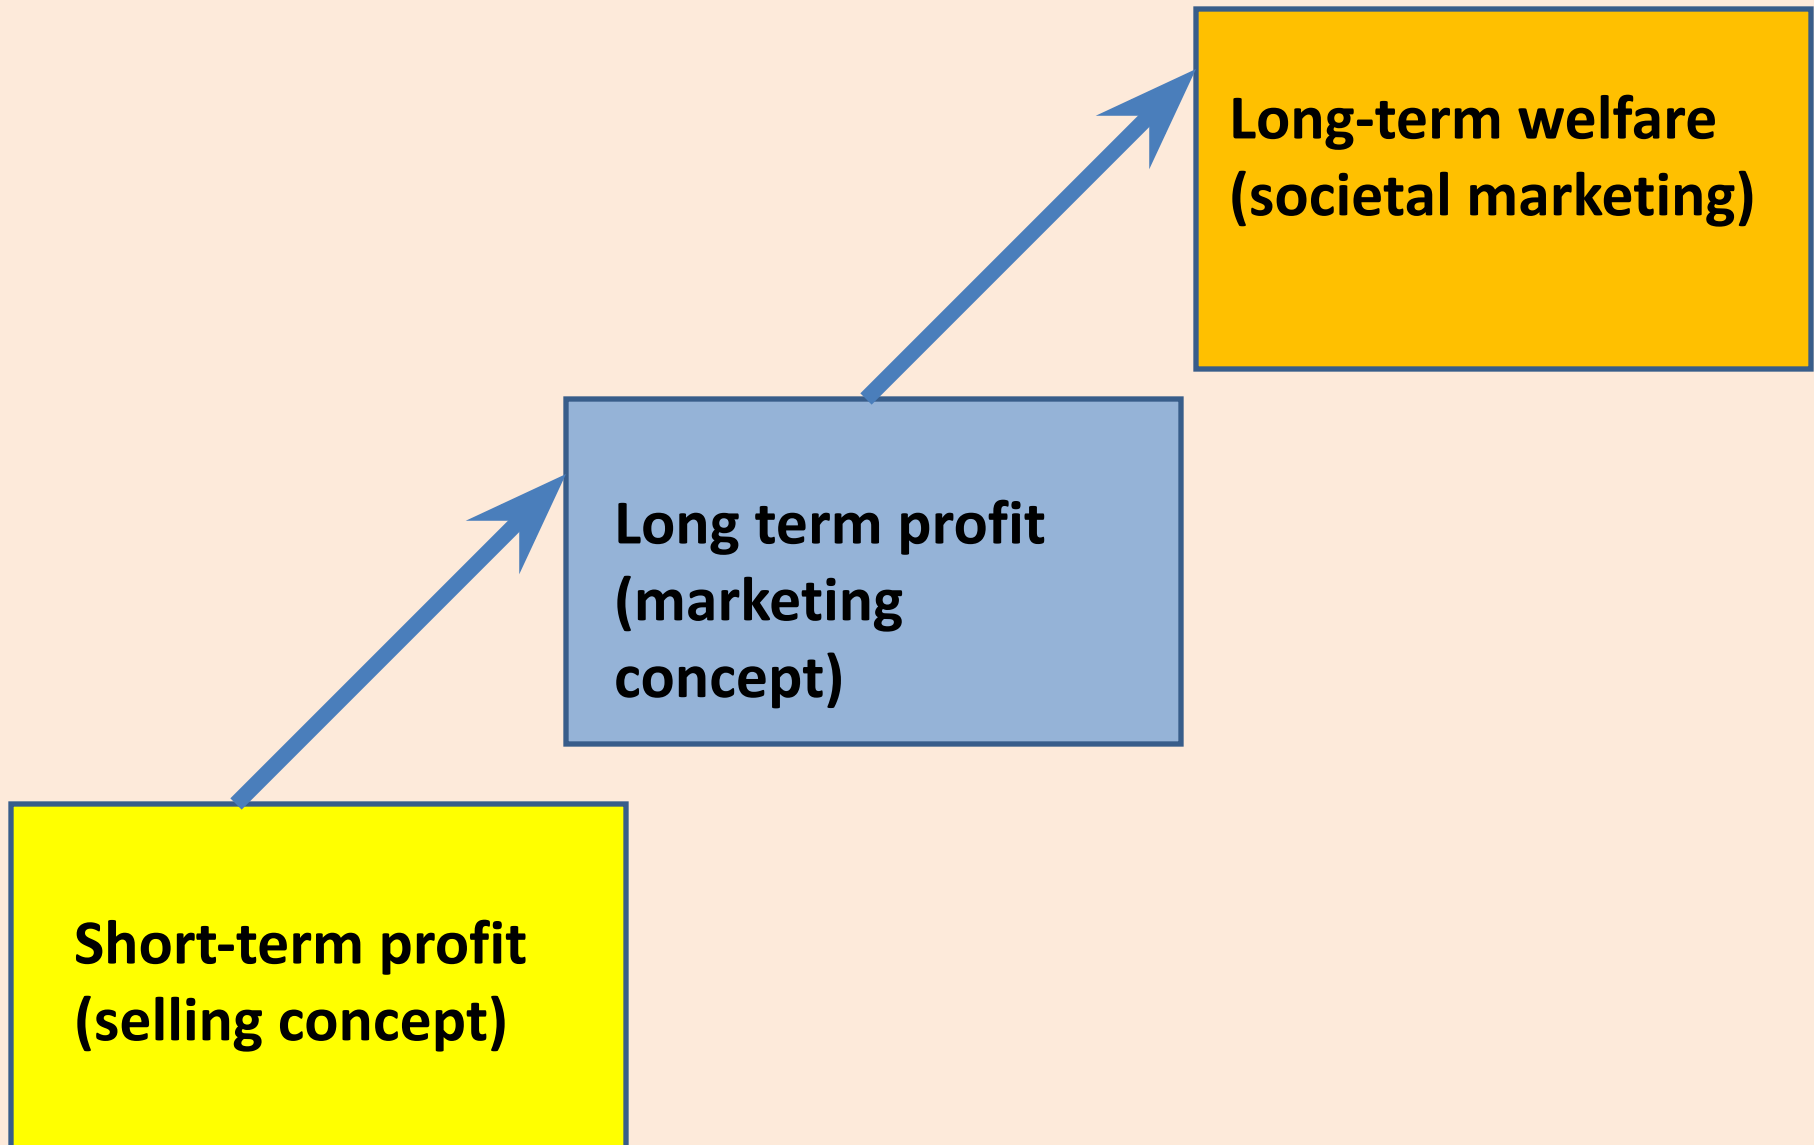 Long-term welfare
(societal marketing)
Long term profit
(marketing
concept)
Short-term profit
(selling concept)